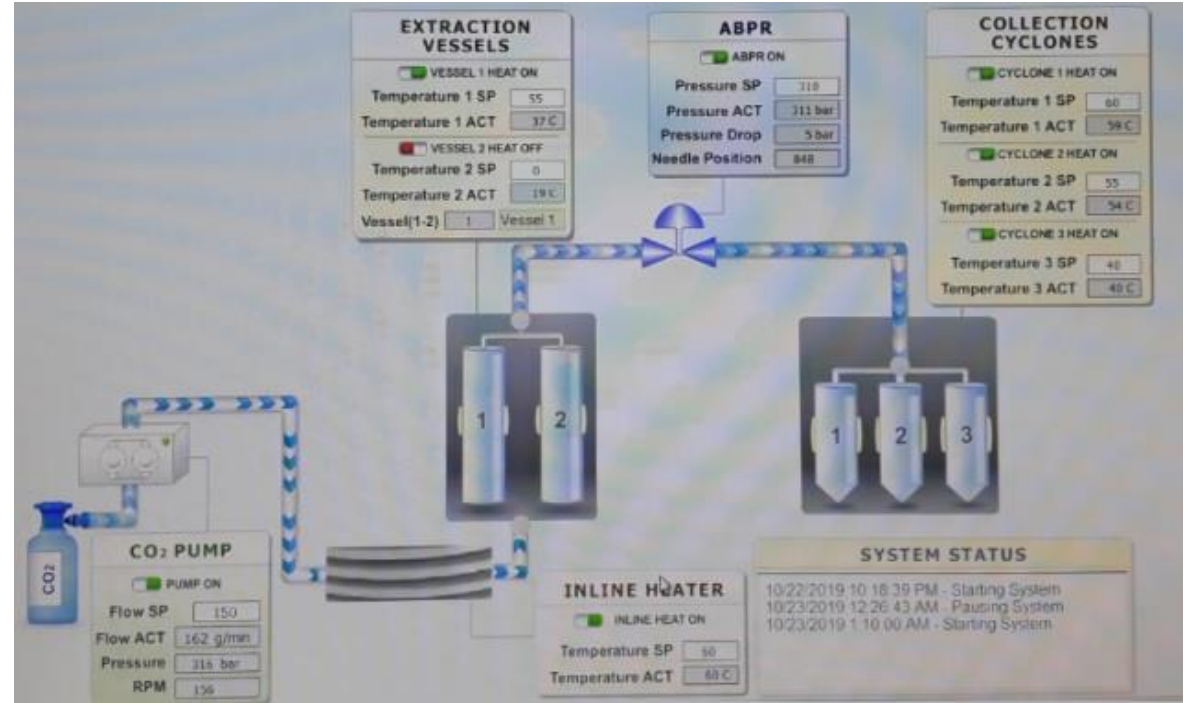 EXTRACTION
VESSELS
VESSEL 1 HEAT ON
Temperature 1 SP 55
Temperature 1 ACT 37 C
VESSEL 2 HEAT OFF
Temperature 2 SP 0
Temperature 2 ACT 19 C
Vessel(1-2) 1 Vessel 1
ABPR
ABPR ON
Pressure SP 310
Pressure ACT 311 bar
Pressure Drop 5 bar
Needle Position 848
COLLECTION
CYCLONES
CYCLONE 1 HEAT ON
Temperature 1 SP 60
Temperature 1 ACT 59 C
CYCLONE 2 HEAT ON
Temperature 2 SP 55
Temperature 2 ACT 54 C
CYCLONE 3 HEAT ON
Temperature 3 SP 40
Temperature 3 ACT 40 C
1 2
1 2 3
CO2
CO2 PUMP
PUMP ON
Flow SP 150
Flow ACT 162 g/min
Pressure 316 bar
RPM 156
INLINE HEATER
INLINE HEAT ON
Temperature SP 60
Temperature ACT 60 C
SYSTEM STATUS
10/22/2019 10 18:39 PM - Starting System
10/23/2019 12:26 43 AM - Pausing System
10/23/2019 1:10 00 AM - Starting System